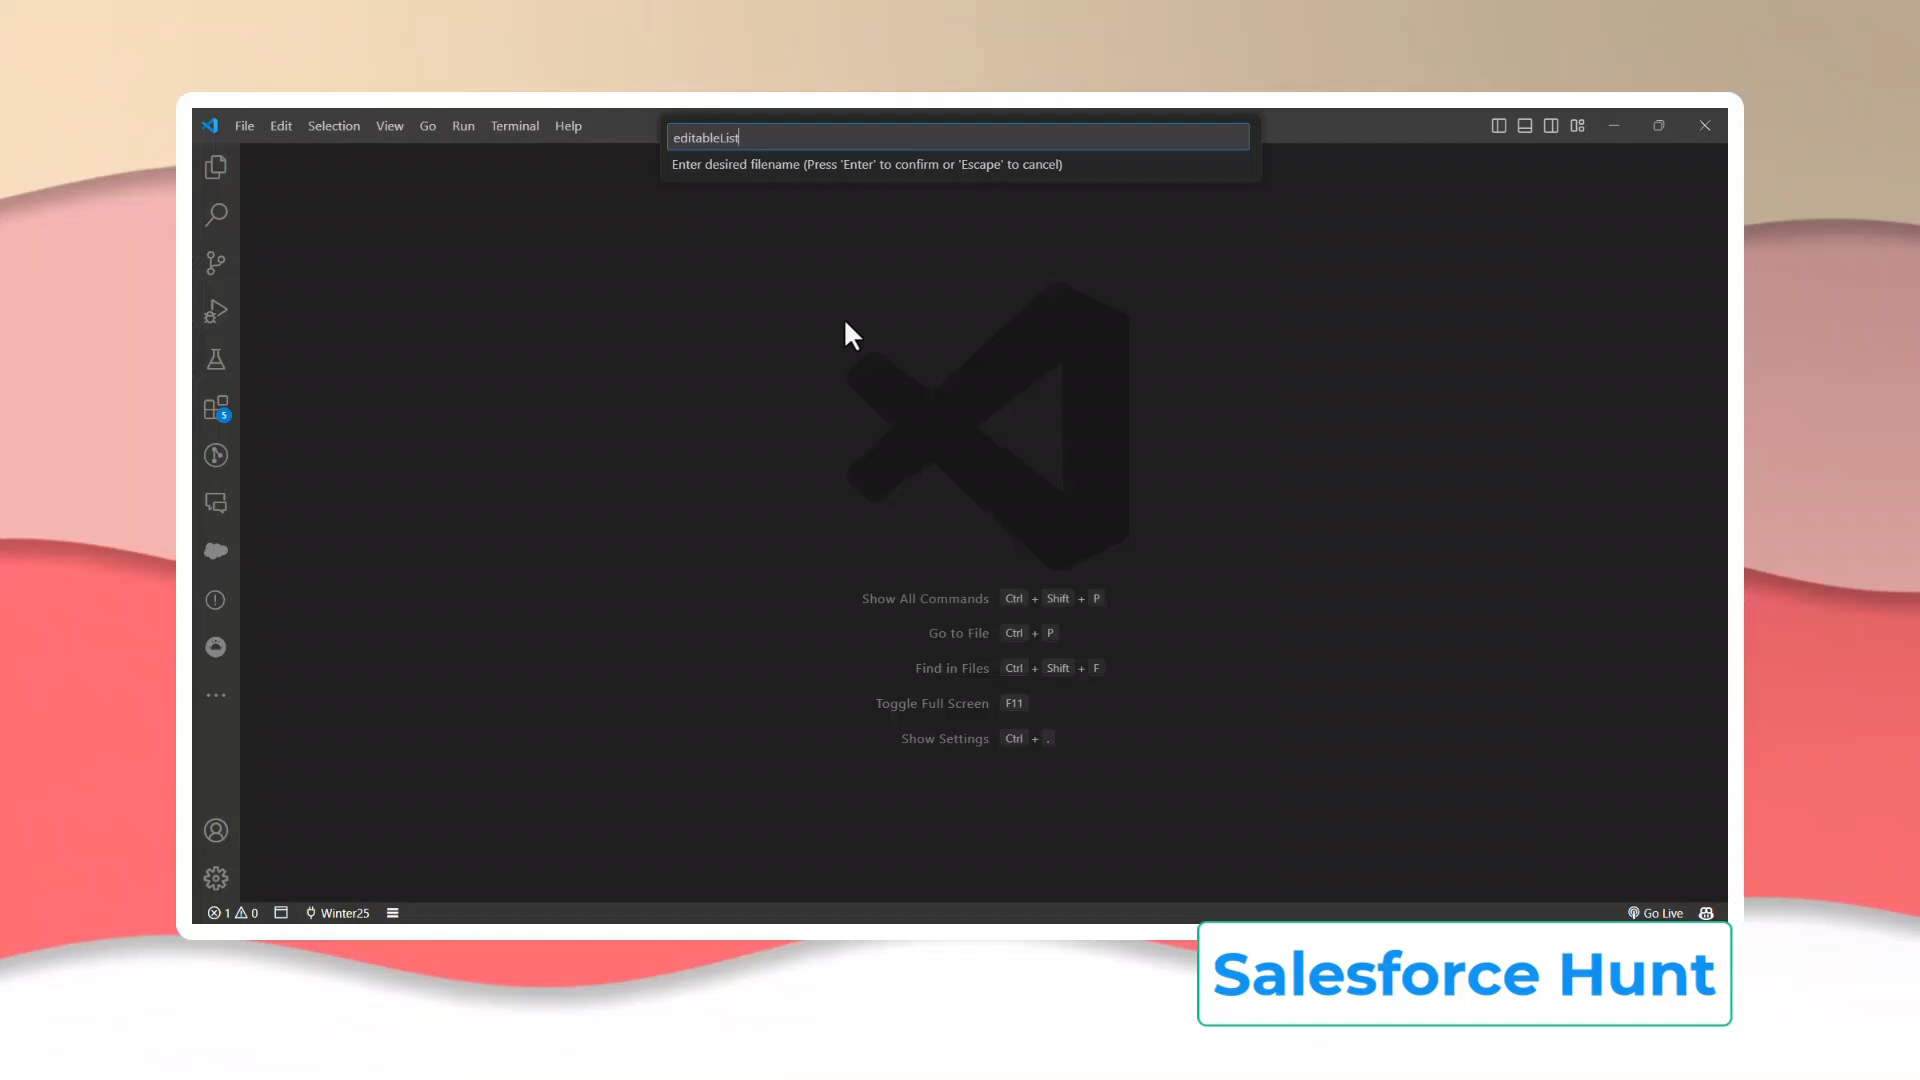 File Edit Selection View Go Run Terminal Help
editableList
Enter desired filename (Press 'Enter' to confirm or 'Escape' to cancel)
5
Show All Commands Ctrl + Shift + P
Go to File Ctrl + P
Find in Files Ctrl + Shift + F
Toggle Full Screen F11
Show Settings Ctrl + .
1 0 Winter25 Go Live
Salesforce Hunt